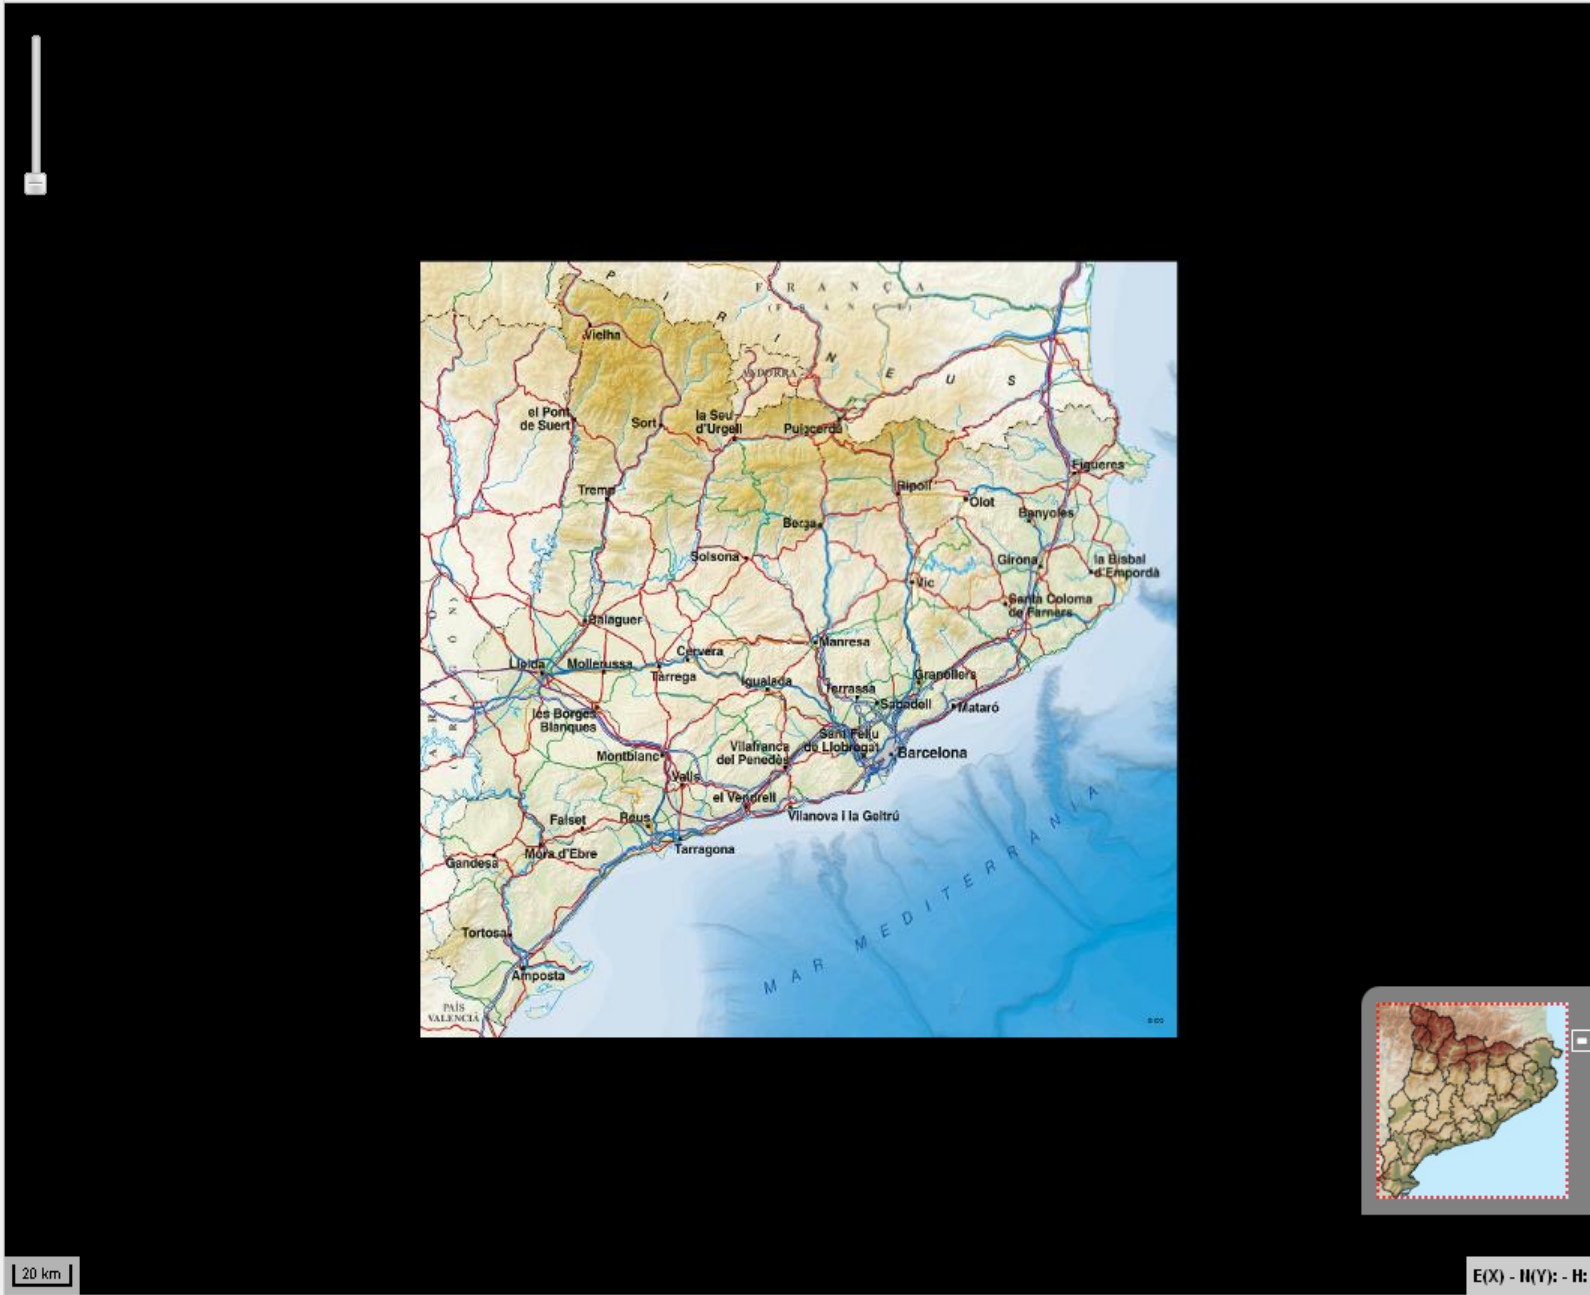 P I R I N E U S
F R A N Ç A
Vielha
ANDORRA
el Pont
de Suert
Sort
la Seu
d'Urgell
Puigcerdà
Figueres
Tremp
Ripoll
Olot
Banyoles
Berga
Solsona
Girona
la Bisbal
d'Empordà
Vic
Santa Coloma
de Farners
Balaguer
Manresa
Cervera
Lleida
Mollerussa
Tàrrega
Igualada
Granollers
Terrassa
Sabadell
Mataró
les Borges
Blanques
Sant Feliu
de Llobregat
Vilafranca
del Penedès
Barcelona
Montblanc
Valls
el Vendrell
Vilanova i la Geltrú
Falset
Reus
Tarragona
Móra d'Ebre
Gandesa
MAR MEDITERRÀNIA
Tortosa
Amposta
PAÍS
VALENCIÀ
20 km
E(X) - N(Y): - H: